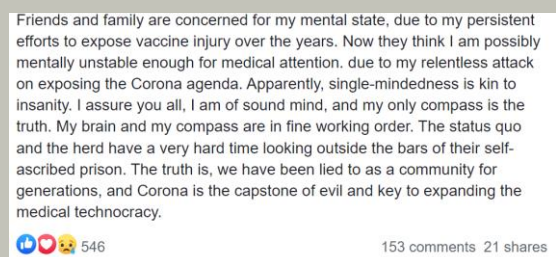 Friends and family are concerned for my mental state, due to my persistent
efforts to expose vaccine injury over the years. Now they think I am possibly
mentally unstable enough for medical attention. due to my relentless attack
on exposing the Corona agenda. Apparently, single-mindedness is kin to
insanity. I assure you all, I am of sound mind, and my only compass is the
truth. My brain and my compass are in fine working order. The status quo
and the herd have a very hard time looking outside the bars of their self-
ascribed prison. The truth is, we have been lied to as a community for
generations, and Corona is the capstone of evil and key to expanding the
medical technocracy.
546 153 comments 21 shares